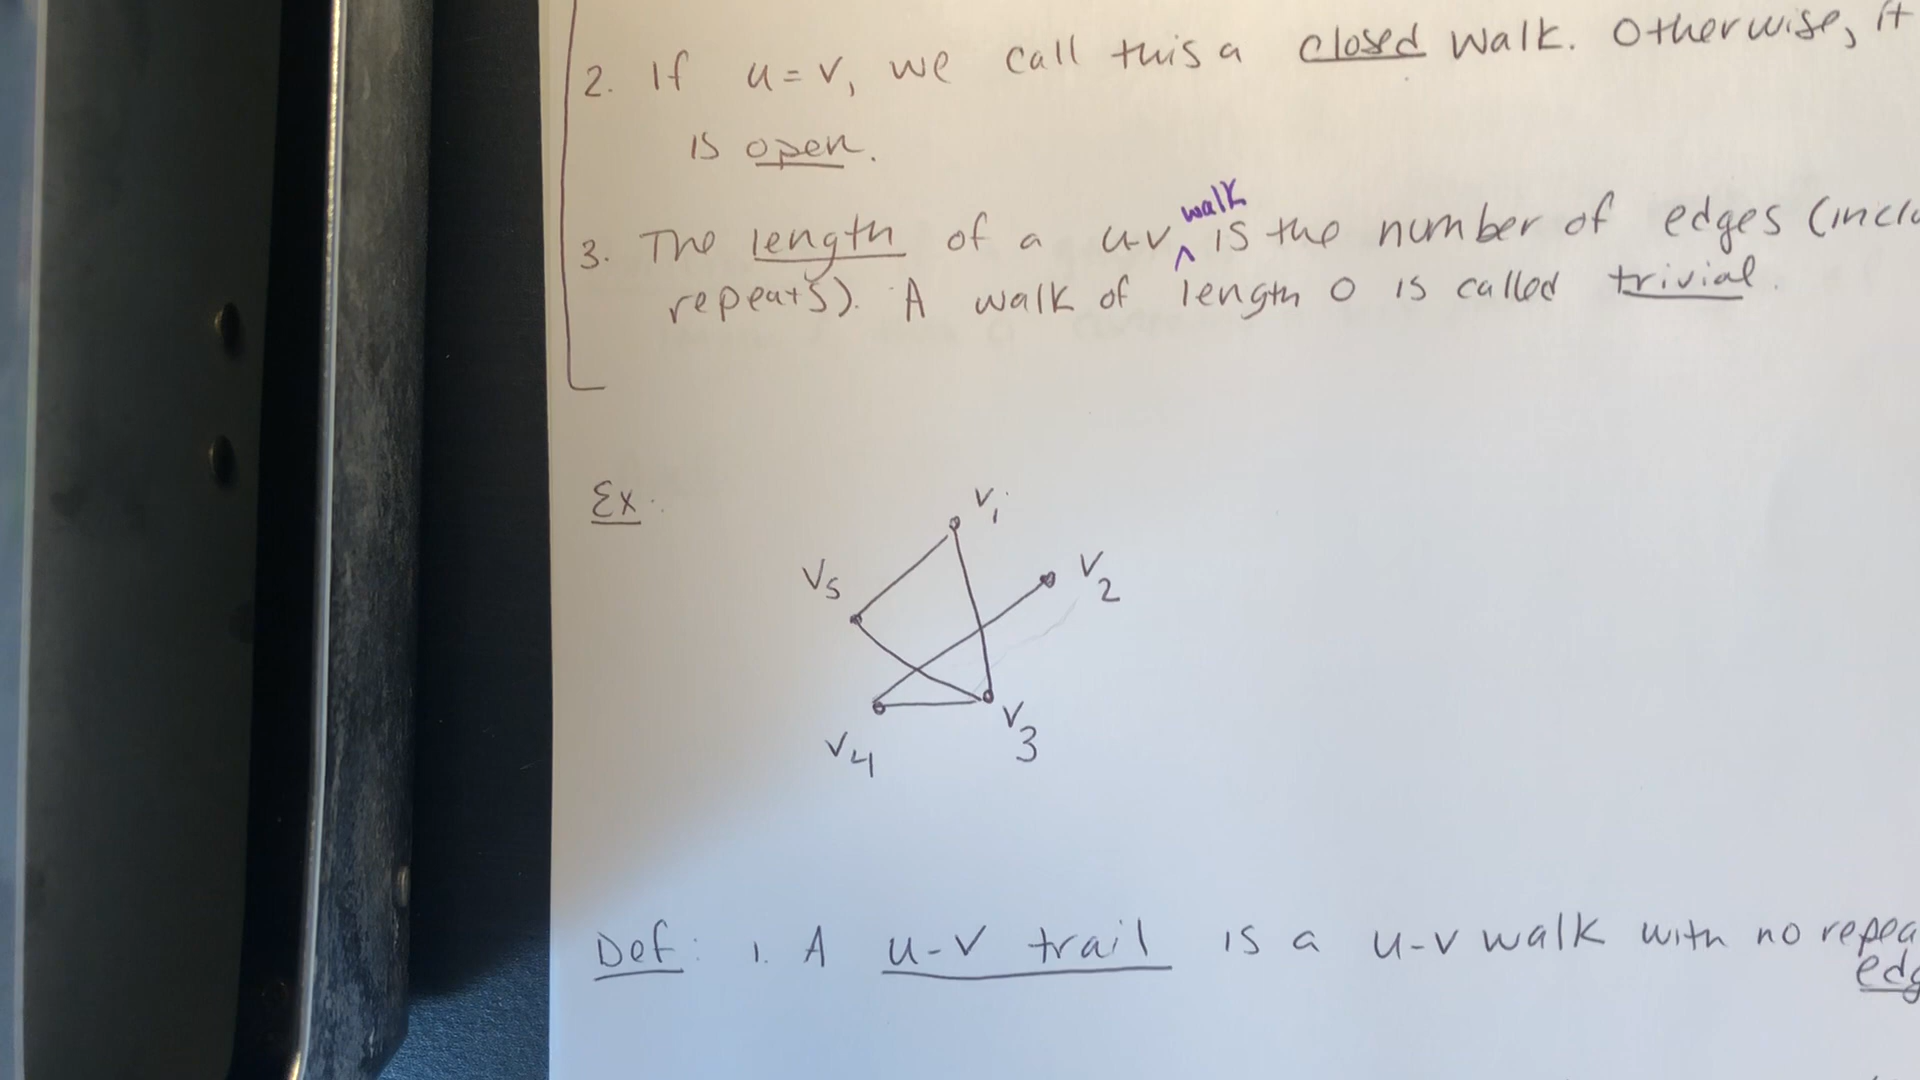 2. If u = v, we call this a closed walk. Otherwise, it
is open.
walk
3. The length of a u-v ^ is the number of edges (inclu
repeats). A walk of length 0 is called trivial.
Ex:
v1
v2
v5
v3
v4
Def: 1. A u-v trail is a u-v walk with no repea
edg